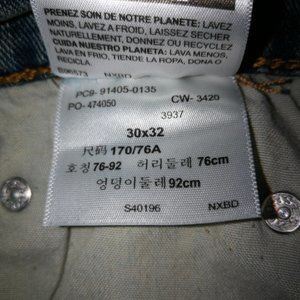 PRENEZ SOIN DE NOTRE PLANETE: LAVEZ
MOINS, LAVEZ A FROID, LAISSEZ SECHER
NATURELLEMENT, DONNEZ OU RECYCLEZ
CUIDA NUESTRO PLANETA: LAVA MENOS,
LAVA EN FRIO, TIENDE LA ROPA, DONA O RECICLA
NXBD
PC9- 91405-0135
PO- 474050
CW- 3420
3937
30x32
尺码 170/76A
호칭 76-92 허리둘레 76cm
엉덩이둘레 92cm
S40196 NXBD